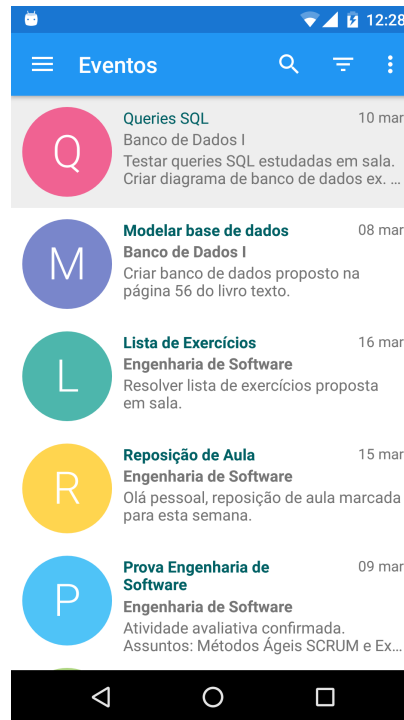 12:28
Eventos
Q
Queries SQL
10 mar
Banco de Dados I
Testar queries SQL estudadas em sala.
Criar diagrama de banco de dados ex. ...
M
Modelar base de dados
08 mar
Banco de Dados I
Criar banco de dados proposto na
página 56 do livro texto.
L
Lista de Exercícios
16 mar
Engenharia de Software
Resolver lista de exercícios proposta
em sala.
R
Reposição de Aula
15 mar
Engenharia de Software
Olá pessoal, reposição de aula marcada
para esta semana.
P
Prova Engenharia de
09 mar
Software
Engenharia de Software
Atividade avaliativa confirmada.
Assuntos: Métodos Ágeis SCRUM e Ex...